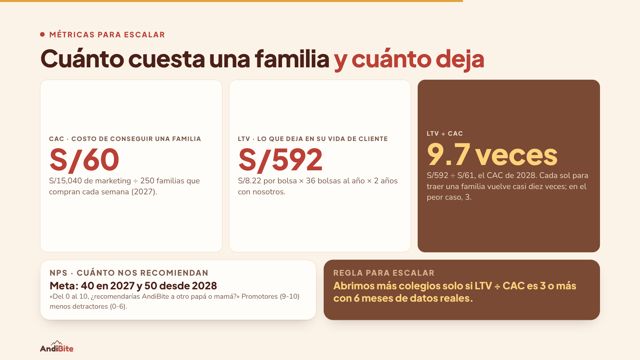 MÉTRICAS PARA ESCALAR
Cuánto cuesta una familia y cuánto deja
CAC · COSTO DE CONSEGUIR UNA FAMILIA
S/60
S/15,040 de marketing ÷ 250 familias que
compran cada semana (2027).
LTV · LO QUE DEJA EN SU VIDA DE CLIENTE
S/592
S/8.22 por bolsa × 36 bolsas al año × 2 años
con nosotros.
LTV ÷ CAC
9.7 veces
S/592 ÷ S/61, el CAC de 2028. Cada sol para
traer una familia vuelve casi diez veces; en el
peor caso, 3.
NPS · CUÁNTO NOS RECOMIENDAN
Meta: 40 en 2027 y 50 desde 2028
«Del 0 al 10, ¿recomendarías AndiBite a otro papá o mamá?» Promotores (9-10)
menos detractores (0-6).
REGLA PARA ESCALAR
Abrimos más colegios solo si LTV ÷ CAC es 3 o más
con 6 meses de datos reales.
AndiBite